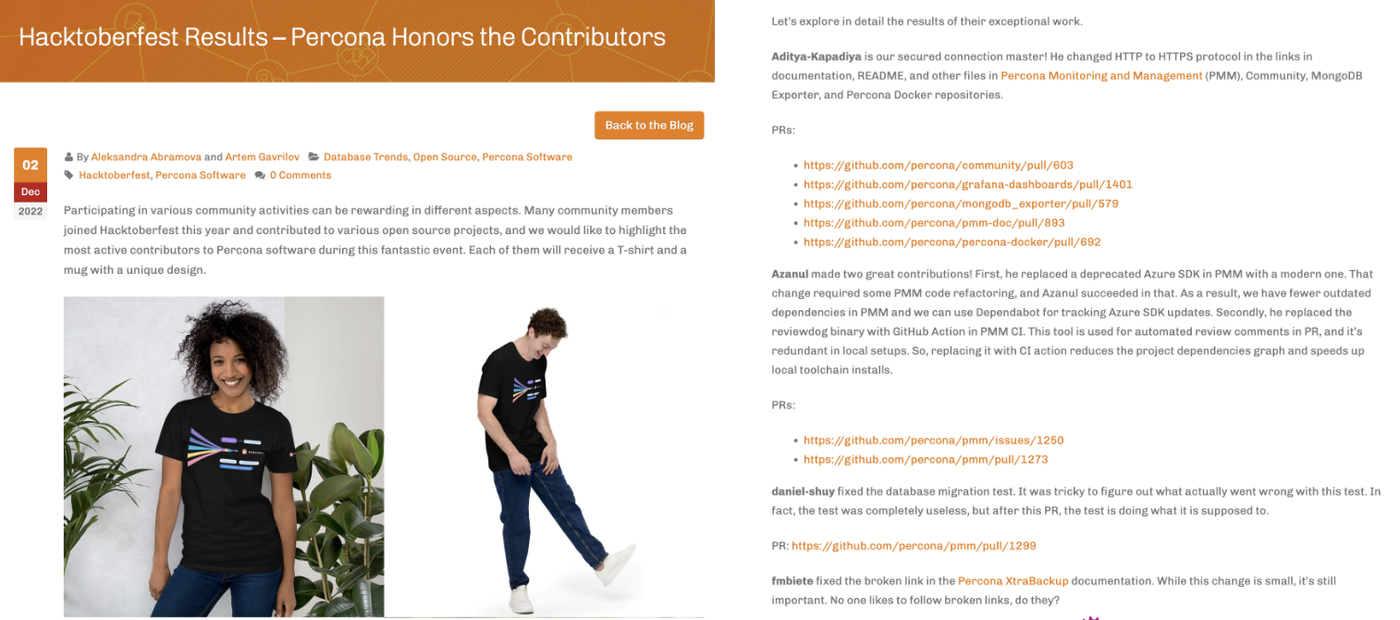 Hacktoberfest Results – Percona Honors the Contributors
Back to the Blog
02
Dec
2022
By Aleksandra Abramova and Artem Gavrilov Database Trends, Open Source, Percona Software
Hacktoberfest, Percona Software 0 Comments
Participating in various community activities can be rewarding in different aspects. Many community members
joined Hacktoberfest this year and contributed to various open source projects, and we would like to highlight the
most active contributors to Percona software during this fantastic event. Each of them will receive a T-shirt and a
mug with a unique design.
Let's explore in detail the results of their exceptional work.
Aditya-Kapadiya is our secured connection master! He changed HTTP to HTTPS protocol in the links in
documentation, README, and other files in Percona Monitoring and Management (PMM), Community, MongoDB
Exporter, and Percona Docker repositories.
PRs:
https://github.com/percona/community/pull/603
https://github.com/percona/grafana-dashboards/pull/1401
https://github.com/percona/mongodb_exporter/pull/579
https://github.com/percona/pmm-doc/pull/893
https://github.com/percona/percona-docker/pull/692
Azanul made two great contributions! First, he replaced a deprecated Azure SDK in PMM with a modern one. That
change required some PMM code refactoring, and Azanul succeeded in that. As a result, we have fewer outdated
dependencies in PMM and we can use Dependabot for tracking Azure SDK updates. Secondly, he replaced the
reviewdog binary with GitHub Action in PMM CI. This tool is used for automated review comments in PR, and it's
redundant in local setups. So, replacing it with CI action reduces the project dependencies graph and speeds up
local toolchain installs.
PRs:
https://github.com/percona/pmm/issues/1250
https://github.com/percona/pmm/pull/1273
daniel-shuy fixed the database migration test. It was tricky to figure out what actually went wrong with this test. In
fact, the test was completely useless, but after this PR, the test is doing what it is supposed to.
PR: https://github.com/percona/pmm/pull/1299
fmbiete fixed the broken link in the Percona XtraBackup documentation. While this change is small, it's still
important. No one likes to follow broken links, do they?